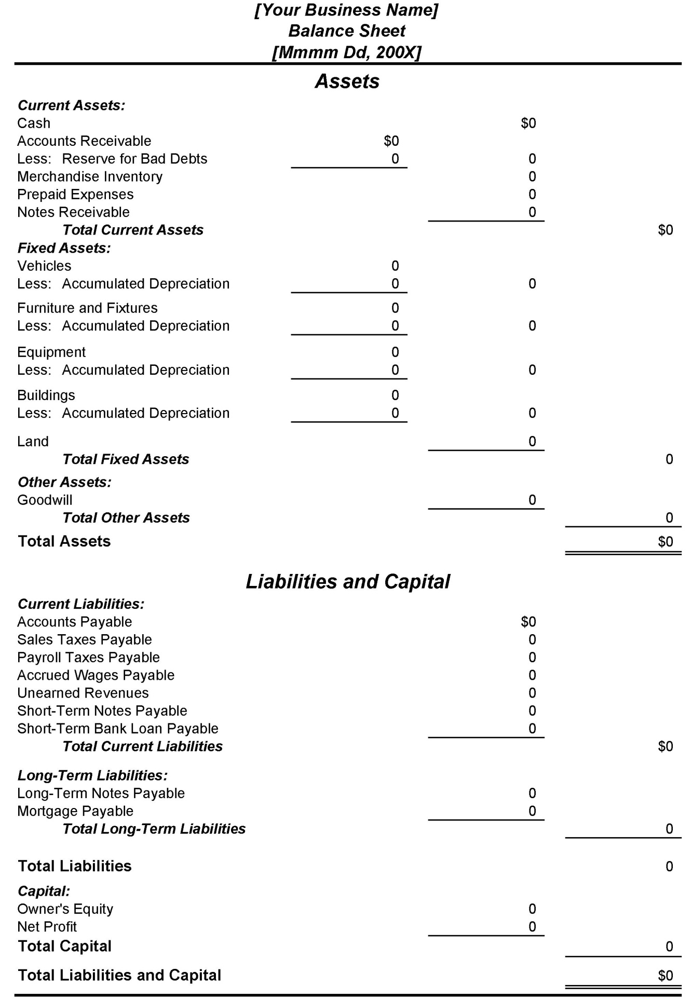 [Your Business Name]
Balance Sheet
[Mmmm Dd, 200X]
Assets
Current Assets:
Cash $0
Accounts Receivable $0
Less: Reserve for Bad Debts 0 0
Merchandise Inventory 0
Prepaid Expenses 0
Notes Receivable 0
Total Current Assets $0
Fixed Assets:
Vehicles 0
Less: Accumulated Depreciation 0 0
Furniture and Fixtures 0
Less: Accumulated Depreciation 0 0
Equipment 0
Less: Accumulated Depreciation 0 0
Buildings 0
Less: Accumulated Depreciation 0 0
Land 0
Total Fixed Assets 0
Other Assets:
Goodwill 0
Total Other Assets 0
Total Assets $0
Liabilities and Capital
Current Liabilities:
Accounts Payable $0
Sales Taxes Payable 0
Payroll Taxes Payable 0
Accrued Wages Payable 0
Unearned Revenues 0
Short-Term Notes Payable 0
Short-Term Bank Loan Payable 0
Total Current Liabilities $0
Long-Term Liabilities:
Long-Term Notes Payable 0
Mortgage Payable 0
Total Long-Term Liabilities 0
Total Liabilities 0
Capital:
Owner's Equity 0
Net Profit 0
Total Capital 0
Total Liabilities and Capital $0